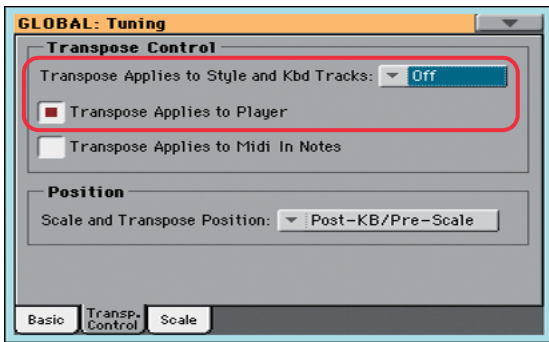 GLOBAL: Tuning
Transpose Control
Transpose Applies to Style and Kbd Tracks: Off
Transpose Applies to Player
Transpose Applies to Midi In Notes
Position
Scale and Transpose Position: Post-KB/Pre-Scale
Basic Transp. Control Scale